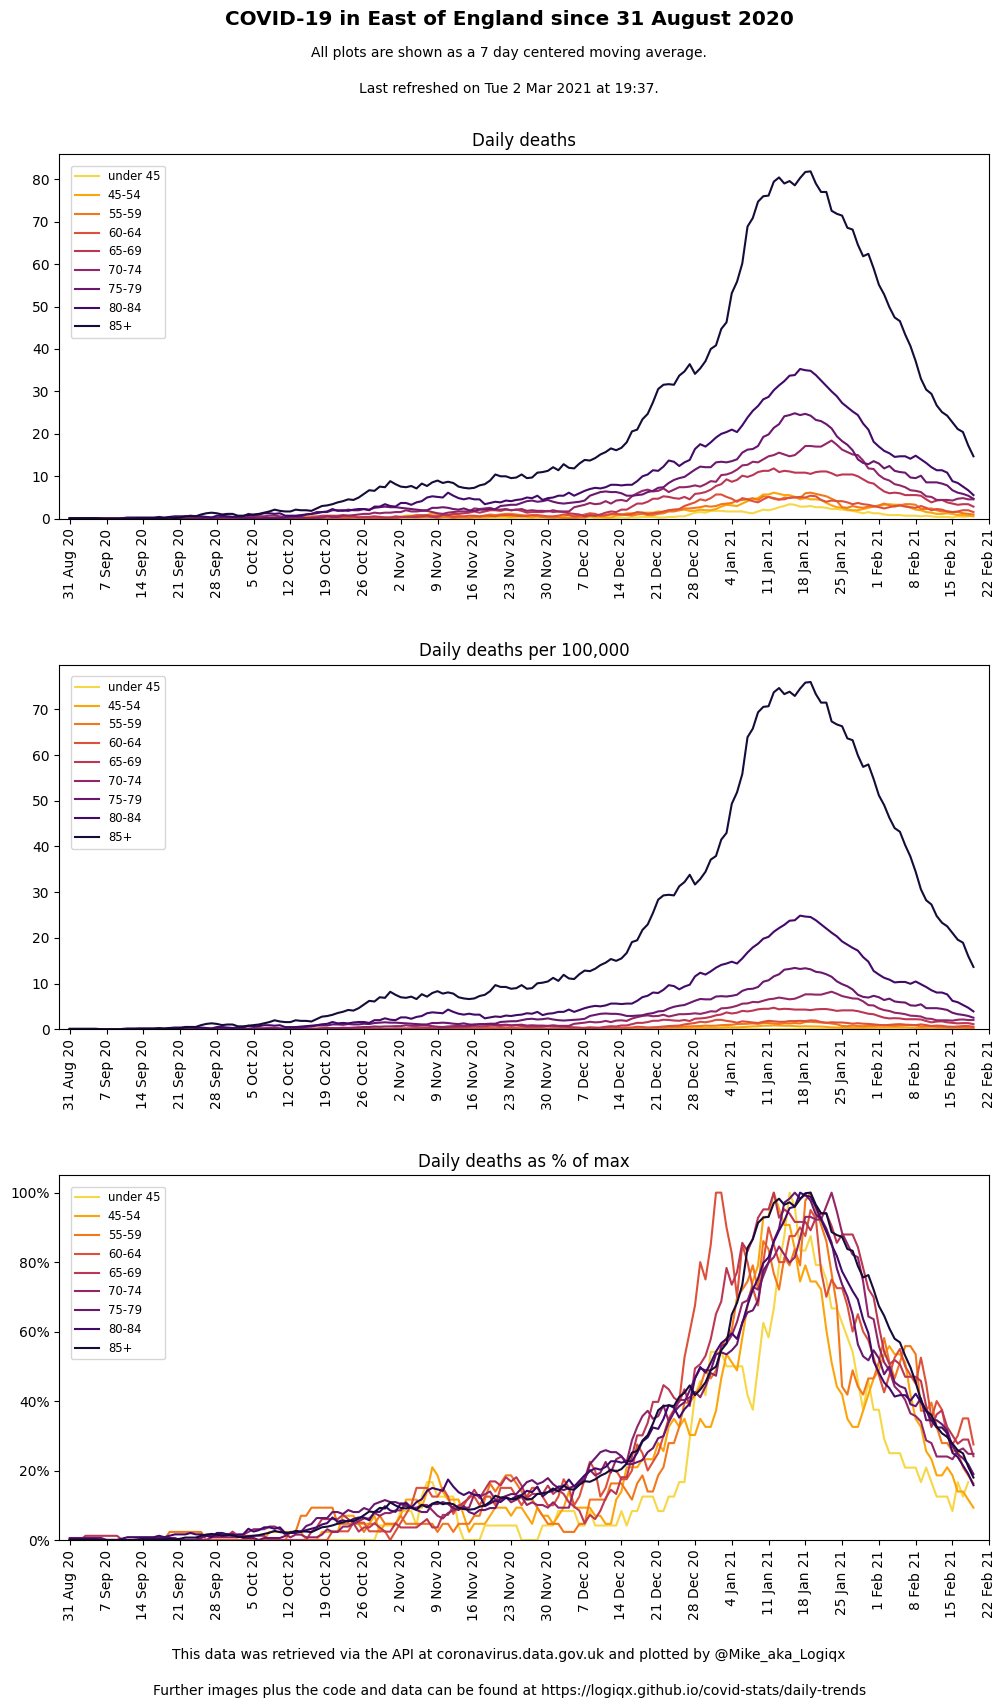 COVID-19 in East of England since 31 August 2020
All plots are shown as a 7 day centered moving average.
Last refreshed on Tue 2 Mar 2021 at 19:37.
Daily deaths
80
70
60
50
40
30
20
10
0
under 45
45-54
55-59
60-64
65-69
70-74
75-79
80-84
85+
31 Aug 20
7 Sep 20
14 Sep 20
21 Sep 20
28 Sep 20
5 Oct 20
12 Oct 20
19 Oct 20
26 Oct 20
2 Nov 20
9 Nov 20
16 Nov 20
23 Nov 20
30 Nov 20
7 Dec 20
14 Dec 20
21 Dec 20
28 Dec 20
4 Jan 21
11 Jan 21
18 Jan 21
25 Jan 21
1 Feb 21
8 Feb 21
15 Feb 21
22 Feb 21
Daily deaths per 100,000
70
60
50
40
30
20
10
0
under 45
45-54
55-59
60-64
65-69
70-74
75-79
80-84
85+
31 Aug 20
7 Sep 20
14 Sep 20
21 Sep 20
28 Sep 20
5 Oct 20
12 Oct 20
19 Oct 20
26 Oct 20
2 Nov 20
9 Nov 20
16 Nov 20
23 Nov 20
30 Nov 20
7 Dec 20
14 Dec 20
21 Dec 20
28 Dec 20
4 Jan 21
11 Jan 21
18 Jan 21
25 Jan 21
1 Feb 21
8 Feb 21
15 Feb 21
22 Feb 21
Daily deaths as % of max
100%
80%
60%
40%
20%
0%
under 45
45-54
55-59
60-64
65-69
70-74
75-79
80-84
85+
31 Aug 20
7 Sep 20
14 Sep 20
21 Sep 20
28 Sep 20
5 Oct 20
12 Oct 20
19 Oct 20
26 Oct 20
2 Nov 20
9 Nov 20
16 Nov 20
23 Nov 20
30 Nov 20
7 Dec 20
14 Dec 20
21 Dec 20
28 Dec 20
4 Jan 21
11 Jan 21
18 Jan 21
25 Jan 21
1 Feb 21
8 Feb 21
15 Feb 21
22 Feb 21
This data was retrieved via the API at coronavirus.data.gov.uk and plotted by @Mike_aka_Logiqx
Further images plus the code and data can be found at https://logiqx.github.io/covid-stats/daily-trends